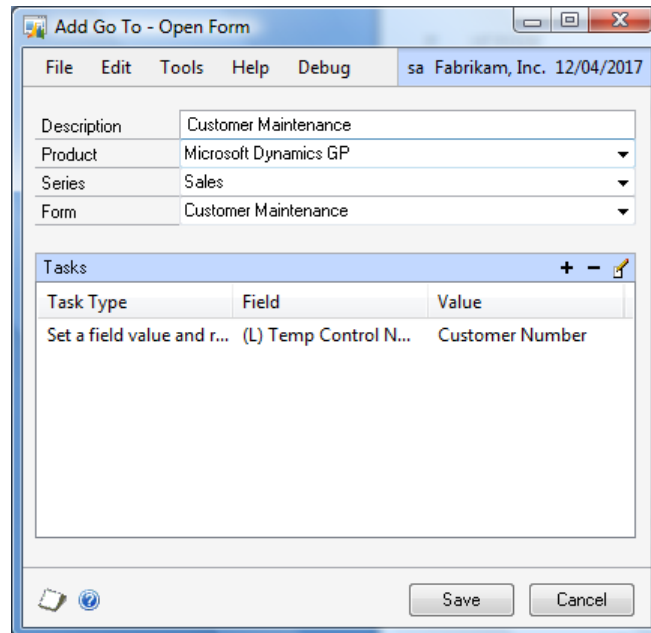 Add Go To - Open Form
File Edit Tools Help Debug sa Fabrikam, Inc. 12/04/2017
Description Customer Maintenance
Product Microsoft Dynamics GP
Series Sales
Form Customer Maintenance
Tasks
Task Type Field Value
Set a field value and r... (L) Temp Control N... Customer Number
Save Cancel